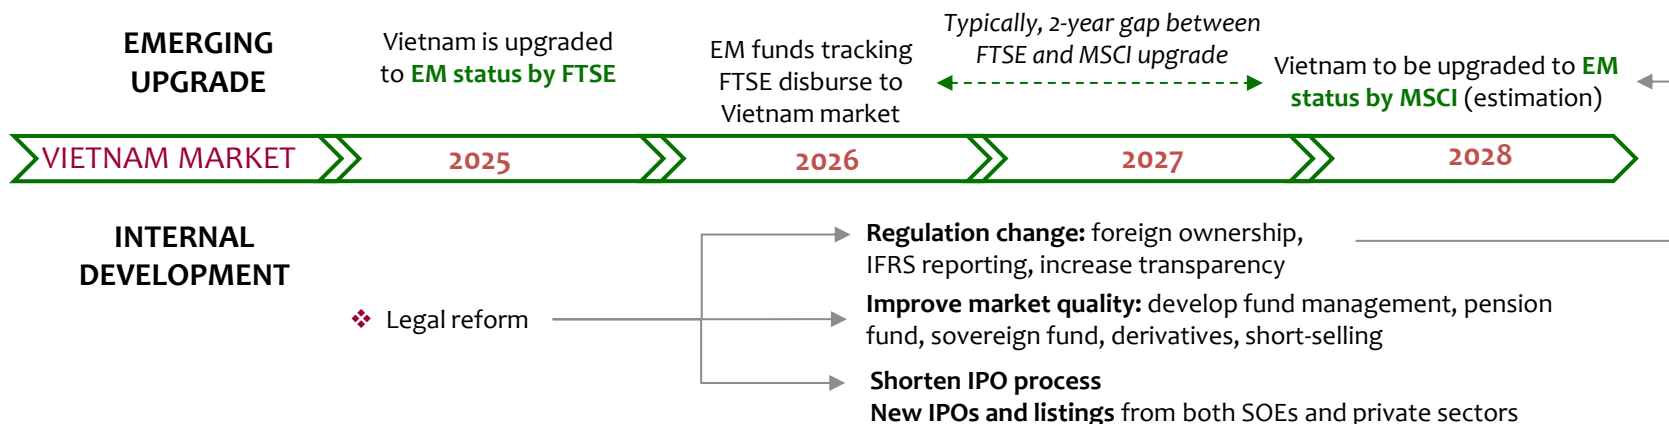 EMERGING
UPGRADE
Vietnam is upgraded
to EM status by FTSE
EM funds tracking
FTSE disburse to
Vietnam market
Typically, 2-year gap between
FTSE and MSCI upgrade
Vietnam to be upgraded to EM
status by MSCI (estimation)
VIETNAM MARKET
2025
2026
2027
2028
INTERNAL
DEVELOPMENT
❖ Legal reform
Regulation change: foreign ownership,
IFRS reporting, increase transparency
Improve market quality: develop fund management, pension
fund, sovereign fund, derivatives, short-selling
Shorten IPO process
New IPOs and listings from both SOEs and private sectors